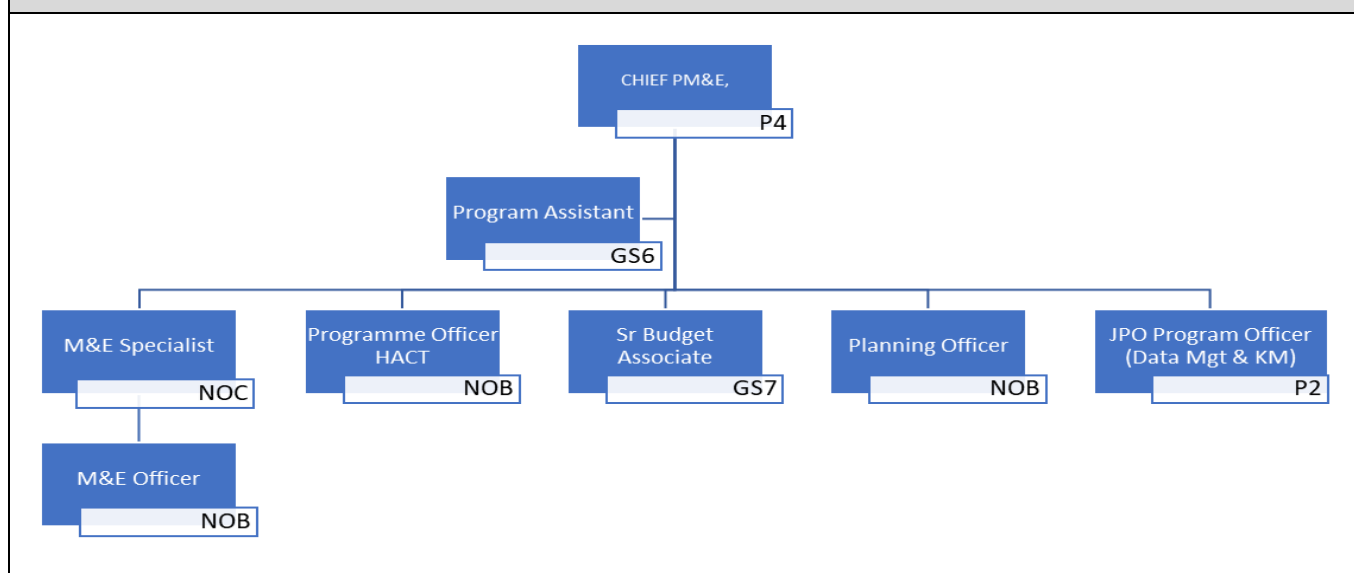 CHIEF PM&E,
P4
Program Assistant
GS6
M&E Specialist
NOC
Programme Officer
HACT
NOB
Sr Budget
Associate
GS7
Planning Officer
NOB
JPO Program Officer
(Data Mgt & KM)
P2
M&E Officer
NOB